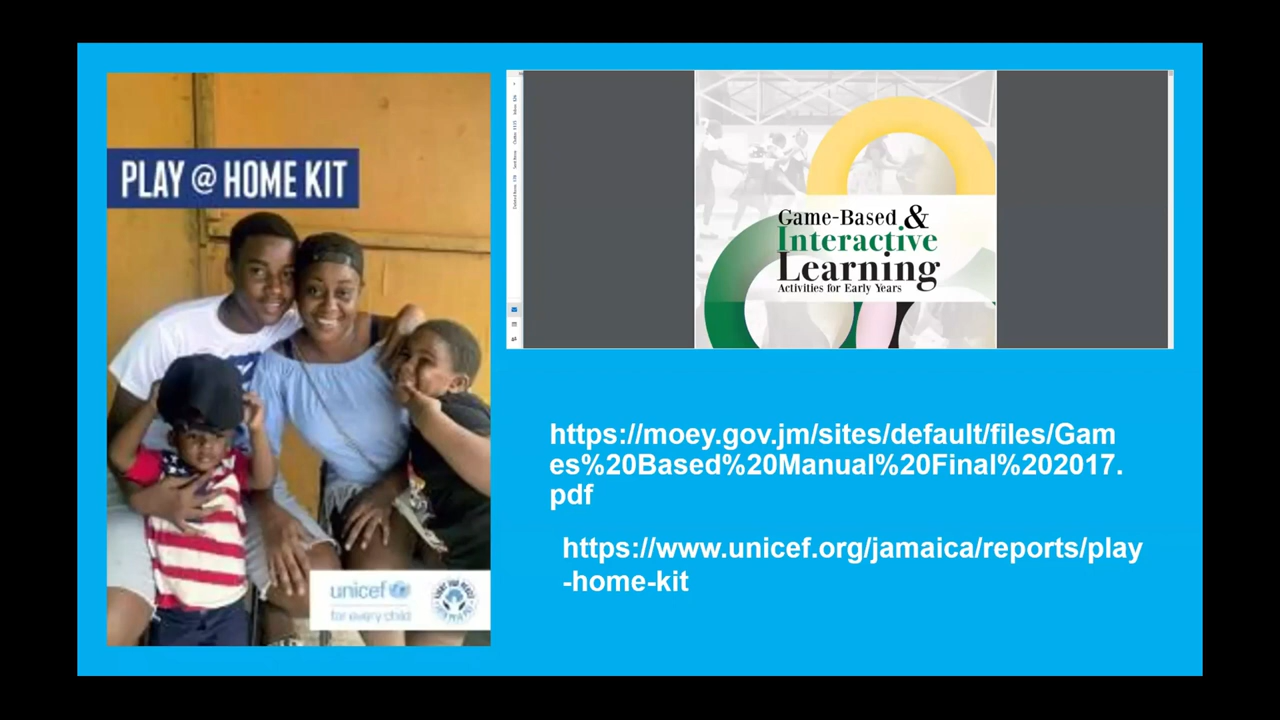 PLAY @ HOME KIT
unicef
for every child
Game-Based &
Interactive
Learning
Activities for Early Years
https://moey.gov.jm/sites/default/files/Gam
es%20Based%20Manual%20Final%202017.
pdf
https://www.unicef.org/jamaica/reports/play
-home-kit